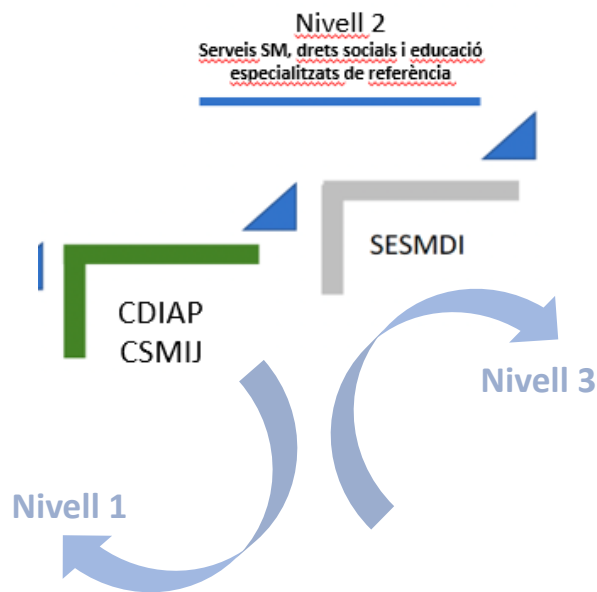 Nivell 2
Serveis SM, drets socials i educació
especialitzats de referència
SESMDI
CDIAP
CSMIJ
Nivell 3
Nivell 1